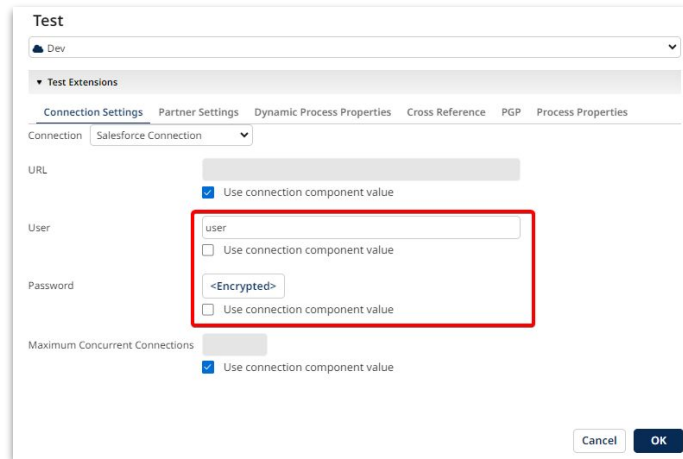 Test
Dev
Test Extensions
Connection Settings Partner Settings Dynamic Process Properties Cross Reference PGP Process Properties
Connection Salesforce Connection
URL
Use connection component value
User user
Use connection component value
Password <Encrypted>
Use connection component value
Maximum Concurrent Connections
Use connection component value
Cancel OK